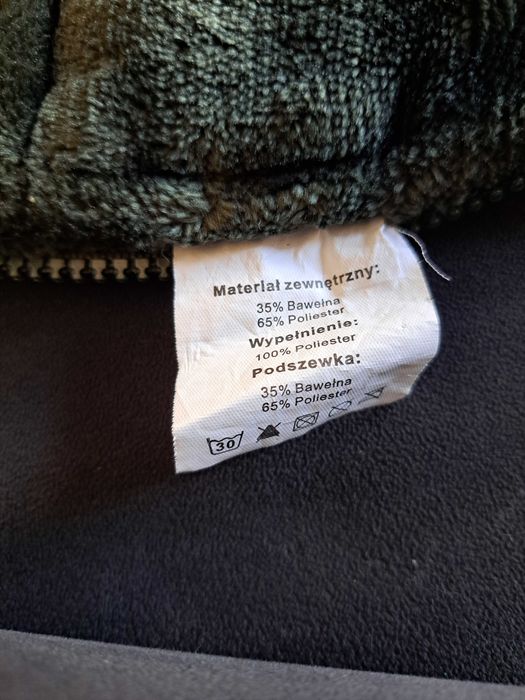 Materiał zewnętrzny:
35% Bawełna
65% Poliester
Wypełnienie:
100% Poliester
Podszewka:
35% Bawełna
65% Poliester
30